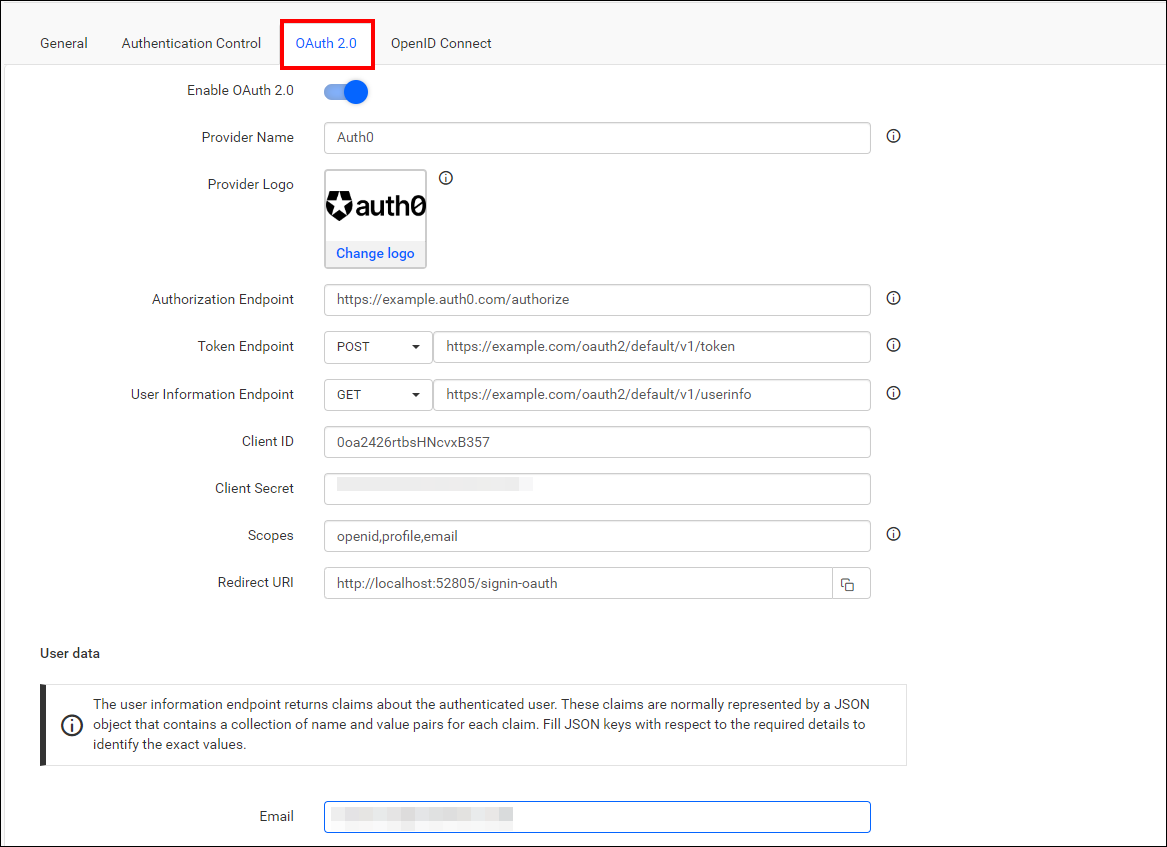 General Authentication Control OAuth 2.0 OpenID Connect
Enable OAuth 2.0
Provider Name Auth0
Provider Logo
auth0
Change logo
Authorization Endpoint https://example.auth0.com/authorize
Token Endpoint POST https://example.com/oauth2/default/v1/token
User Information Endpoint GET https://example.com/oauth2/default/v1/userinfo
Client ID 0oa2426rtbsHNcvxB357
Client Secret
Scopes openid,profile,email
Redirect URI http://localhost:52805/signin-oauth
User data
The user information endpoint returns claims about the authenticated user. These claims are normally represented by a JSON
object that contains a collection of name and value pairs for each claim. Fill JSON keys with respect to the required details to
identify the exact values.
Email